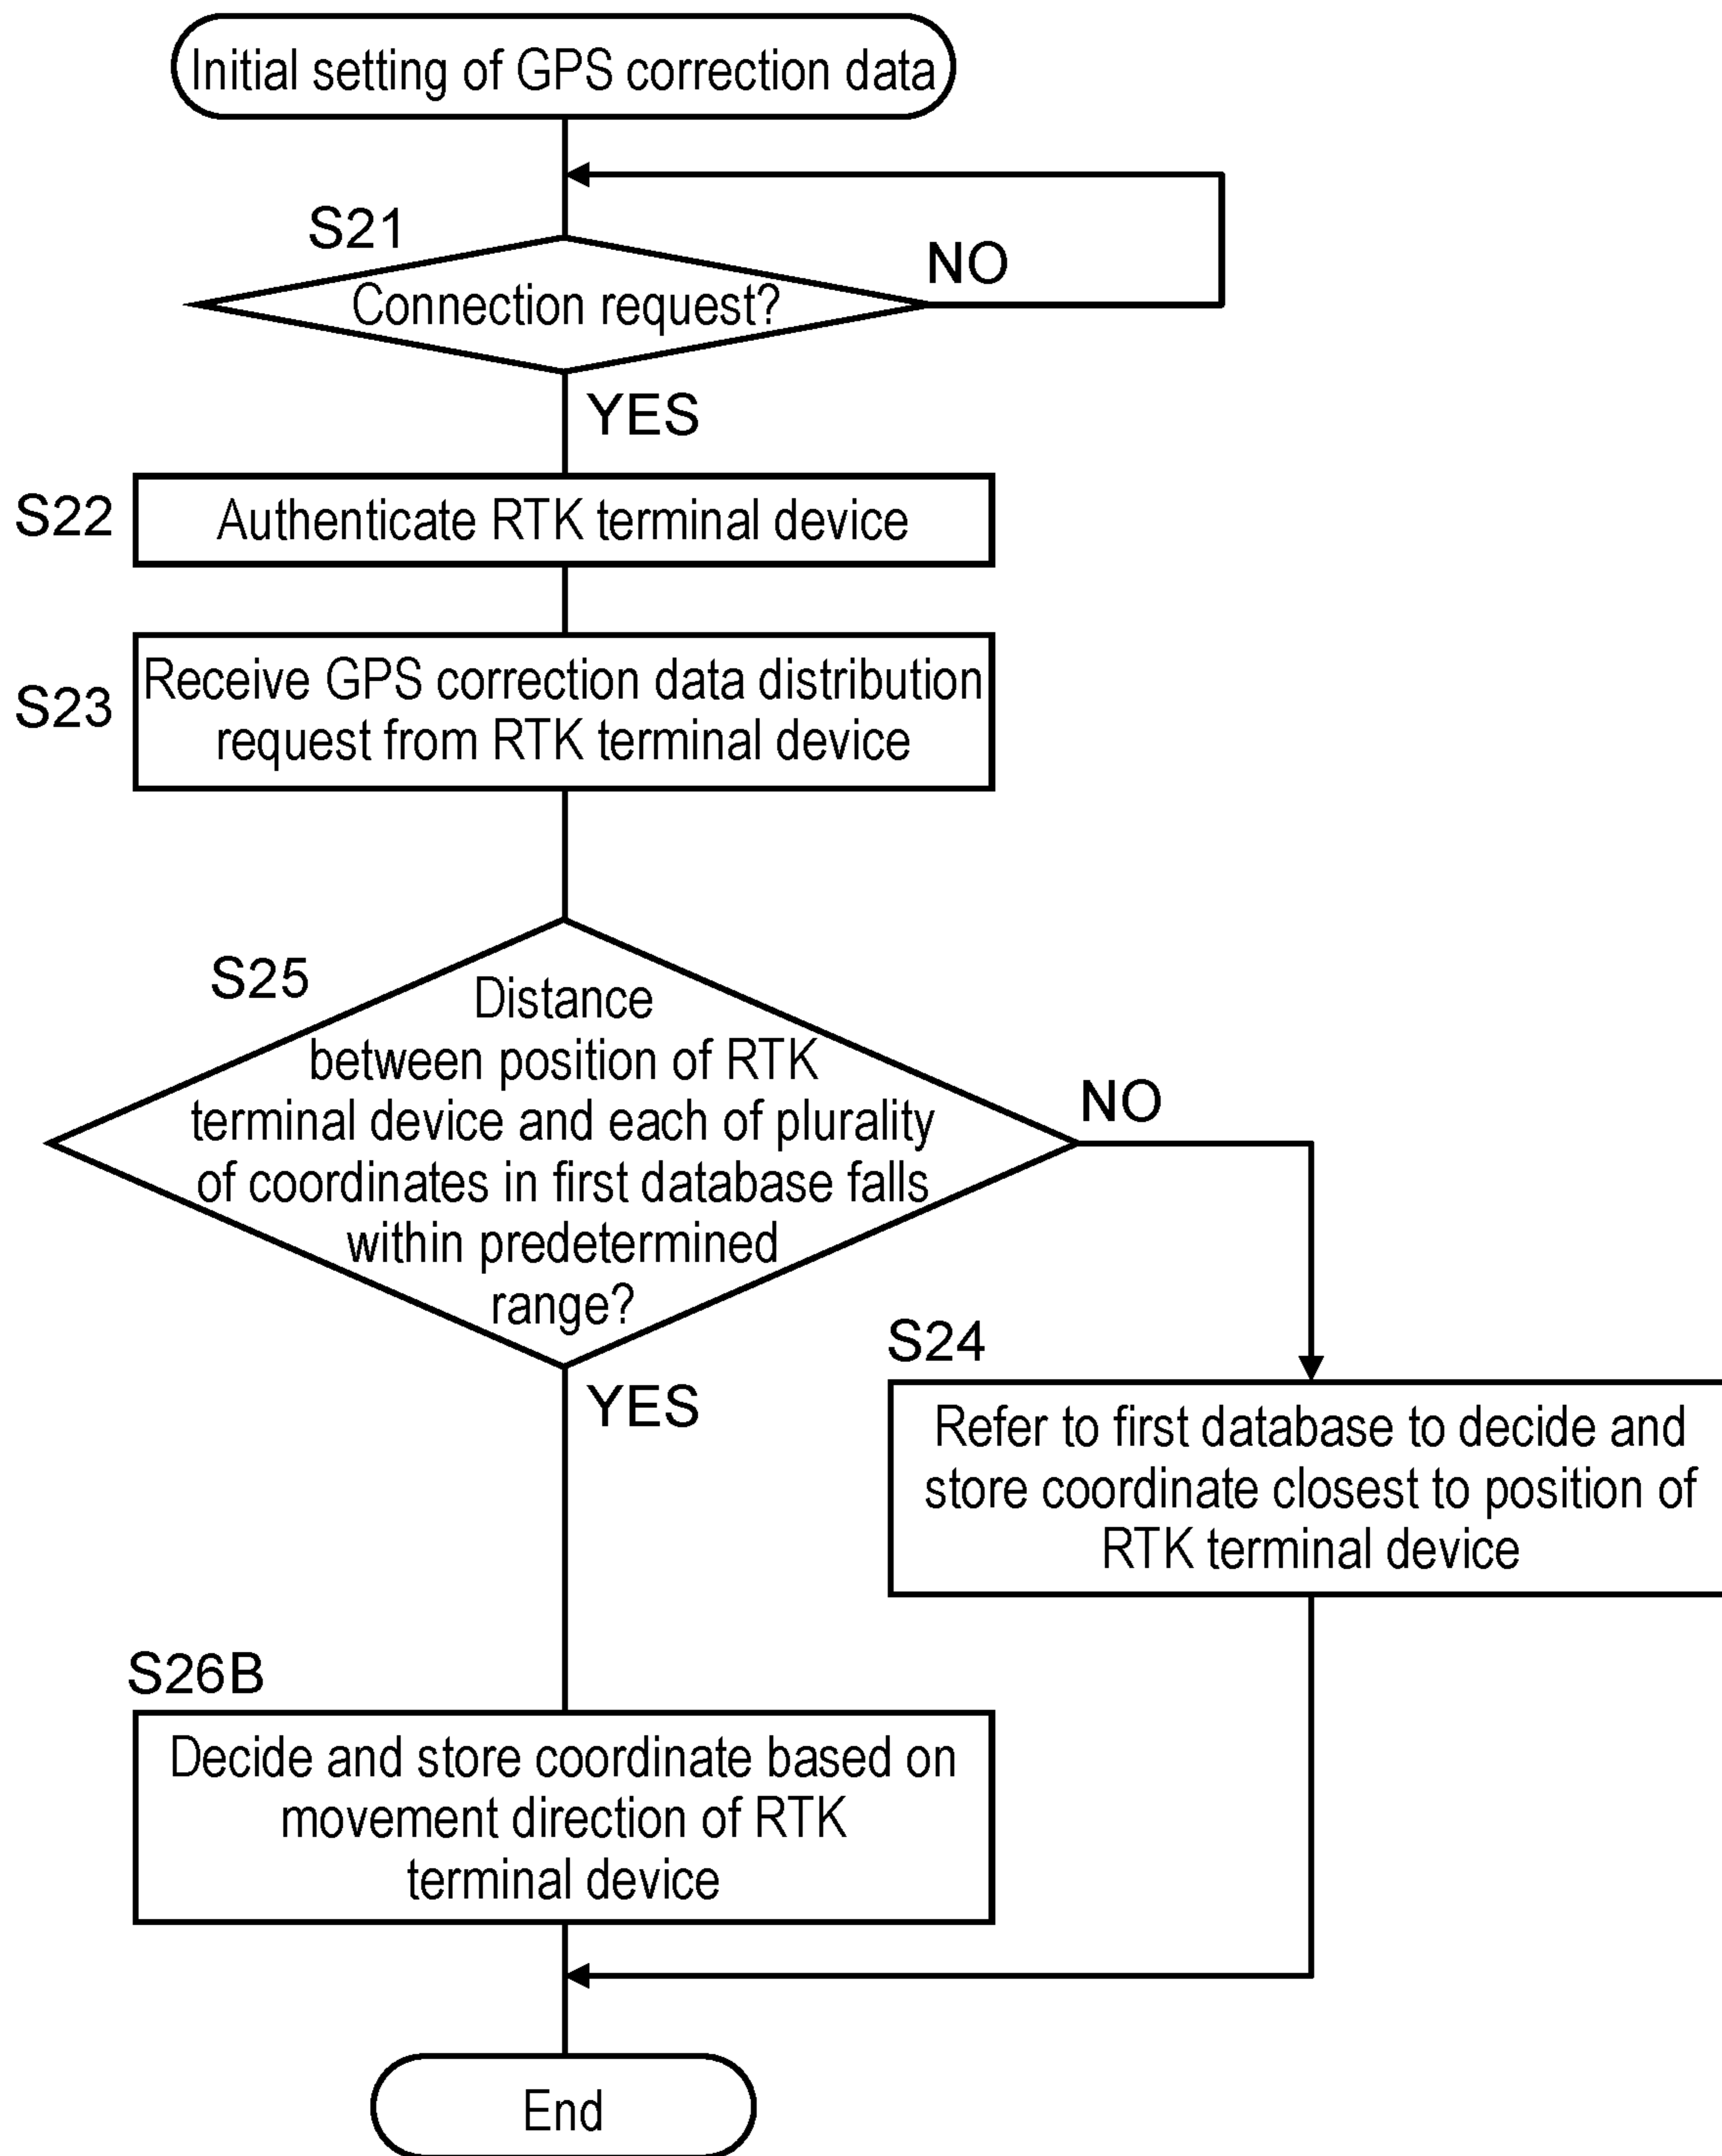 Initial setting of GPS correction data
S21
NO
Connection request?
YES
S22
Authenticate RTK terminal device
S23
Receive GPS correction data distribution
request from RTK terminal device
S25
Distance
between position of RTK
terminal device and each of plurality
of coordinates in first database falls
within predetermined
range?
NO
YES
S24
Refer to first database to decide and
store coordinate closest to position of
RTK terminal device
S26B
Decide and store coordinate based on
movement direction of RTK
terminal device
End